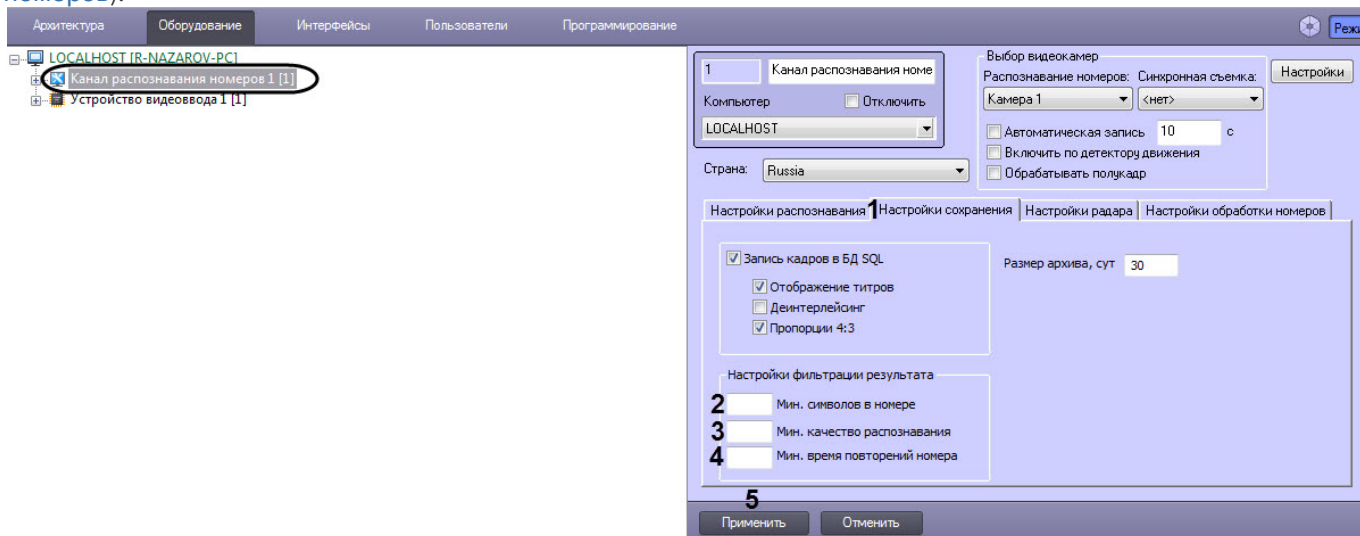 номеров).
Архитектура Оборудование Интерфейсы Пользователи Программирование
LOCALHOST [R-NAZAROV-PC]
Канал распознавания номеров 1 [1]
Устройство видеоввода 1 [1]
1 Канал распознавания номе
Компьютер Отключить
LOCALHOST
Страна: Russia
Выбор видеокамер
Распознавание номеров: Синхронная съемка:
Камера 1 <нет>
Настройки
Автоматическая запись 10 с
Включить по детектору движения
Обрабатывать полукадр
Настройки распознавания 1 Настройки сохранения Настройки радара Настройки обработки номеров
Запись кадров в БД SQL
Отображение титров
Деинтерлейсинг
Пропорции 4:3
Размер архива, сут 30
Настройки фильтрации результата
2 Мин. символов в номере
3 Мин. качество распознавания
4 Мин. время повторений номера
5
Применить Отменить